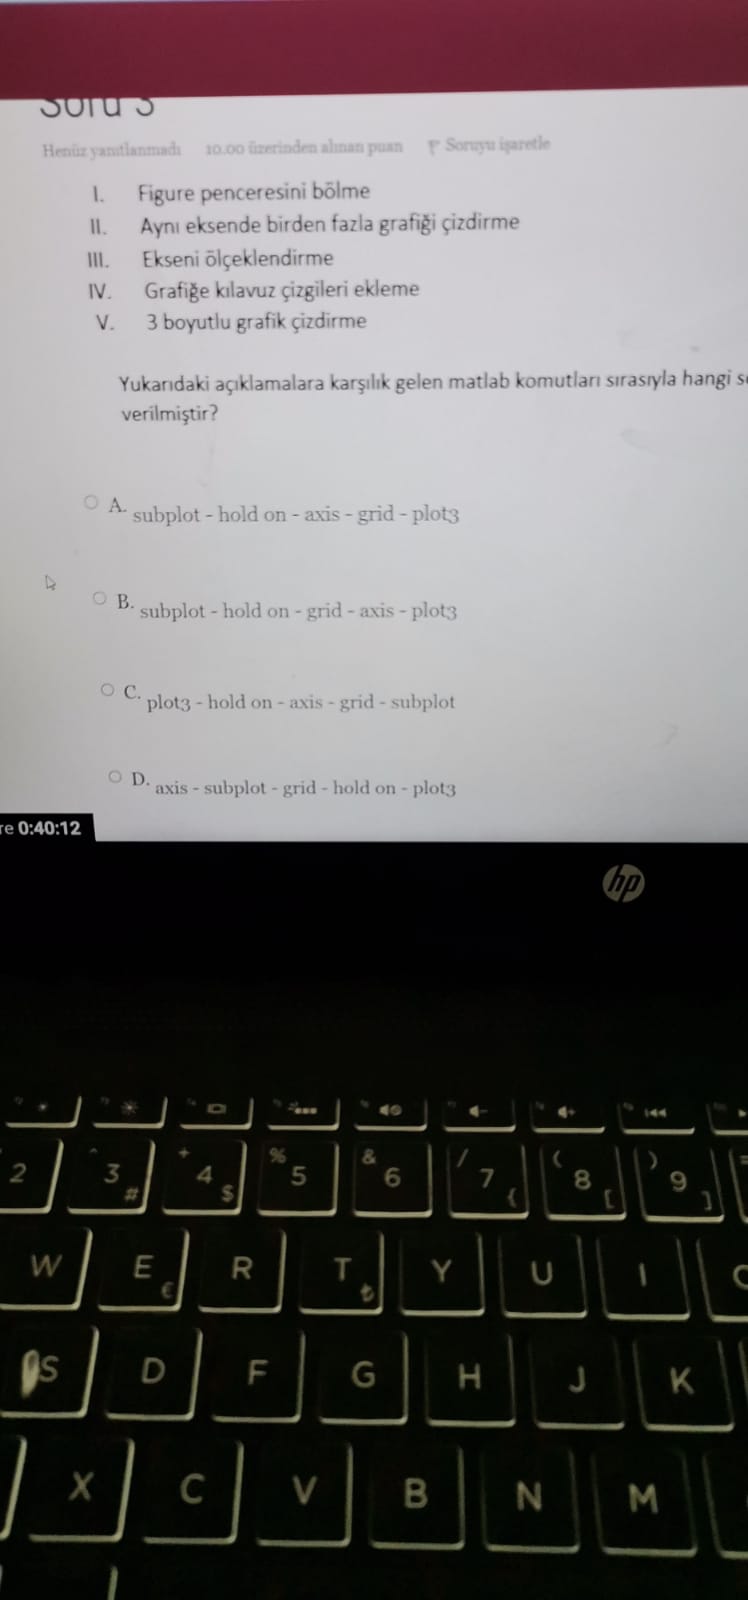 Soru 3
Henüz yanıtlanmadı 10.00 üzerinden alınan puan Soruyu işaretle
I. Figure penceresini bölme
II. Aynı eksende birden fazla grafiği çizdirme
III. Ekseni ölçeklendirme
IV. Grafiğe kılavuz çizgileri ekleme
V. 3 boyutlu grafik çizdirme
Yukarıdaki açıklamalara karşılık gelen matlab komutları sırasıyla hangi
verilmiştir?
A. subplot - hold on - axis - grid - plot3
B. subplot - hold on - grid - axis - plot3
C. plot3 - hold on - axis - grid - subplot
D. axis - subplot - grid - hold on - plot3
re 0:40:12
hp
2 ^ 3 # + 4 $ % 5 & 6 / 7 { ( 8 [ ) 9 ]
W E € R T ₺ Y U I
S D F G H J K
X C V B N M